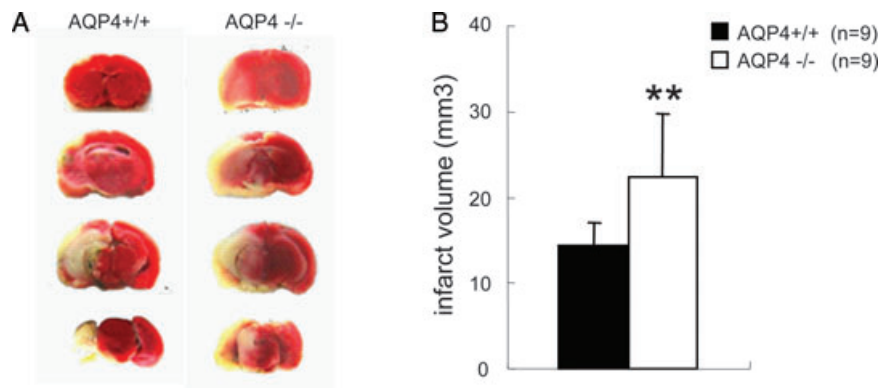 A
AQP4+/+
AQP4 -/-
B
infarct volume (mm3)
40
30
20
10
0
**
AQP4+/+ (n=9)
AQP4 -/- (n=9)